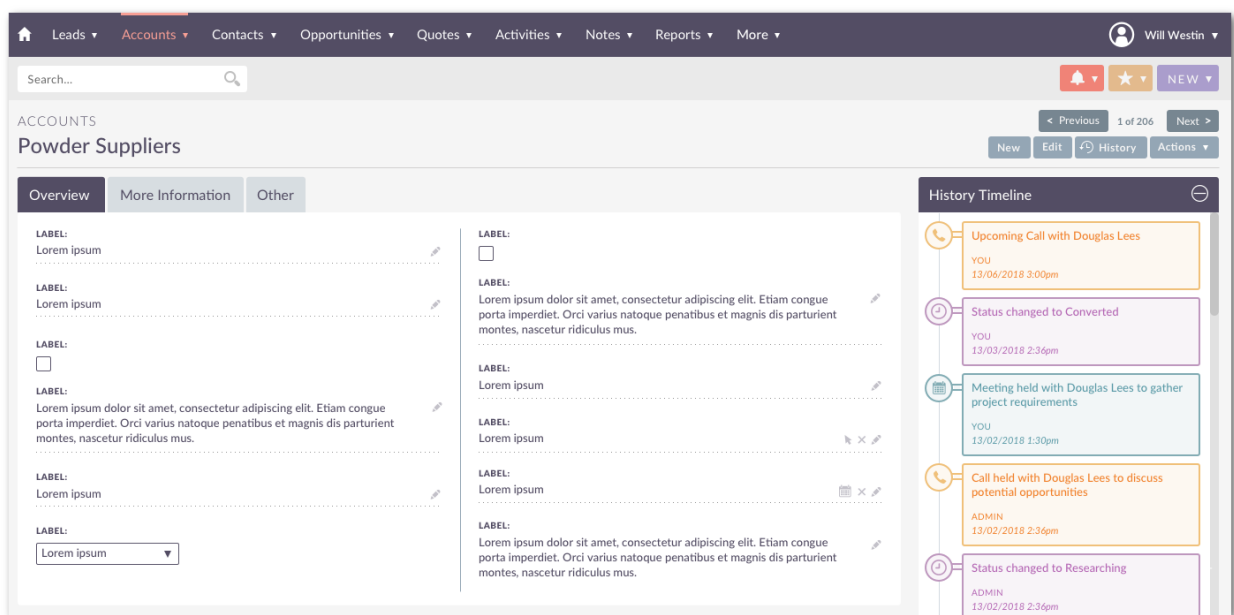 Leads ▼ Accounts ▼ Contacts ▼ Opportunities ▼ Quotes ▼ Activities ▼ Notes ▼ Reports ▼ More ▼ Will Westin ▼
Search... NEW ▼
ACCOUNTS
Powder Suppliers
< Previous 1 of 206 Next >
New Edit History Actions ▼
Overview More Information Other
LABEL:
Lorem ipsum
LABEL:
Lorem ipsum
LABEL:
LABEL:
Lorem ipsum dolor sit amet, consectetur adipiscing elit. Etiam congue
porta imperdiet. Orci varius natoque penatibus et magnis dis parturient
montes, nascetur ridiculus mus.
LABEL:
Lorem ipsum
LABEL:
Lorem ipsum ▼
LABEL:
LABEL:
Lorem ipsum dolor sit amet, consectetur adipiscing elit. Etiam congue
porta imperdiet. Orci varius natoque penatibus et magnis dis parturient
montes, nascetur ridiculus mus.
LABEL:
Lorem ipsum
LABEL:
Lorem ipsum
LABEL:
Lorem ipsum
LABEL:
Lorem ipsum dolor sit amet, consectetur adipiscing elit. Etiam congue
porta imperdiet. Orci varius natoque penatibus et magnis dis parturient
montes, nascetur ridiculus mus.
History Timeline
Upcoming Call with Douglas Lees
YOU
13/06/2018 3:00pm
Status changed to Converted
YOU
13/03/2018 2:36pm
Meeting held with Douglas Lees to gather
project requirements
YOU
13/02/2018 1:30pm
Call held with Douglas Lees to discuss
potential opportunities
ADMIN
13/02/2018 2:36pm
Status changed to Researching
ADMIN
13/02/2018 2:36pm